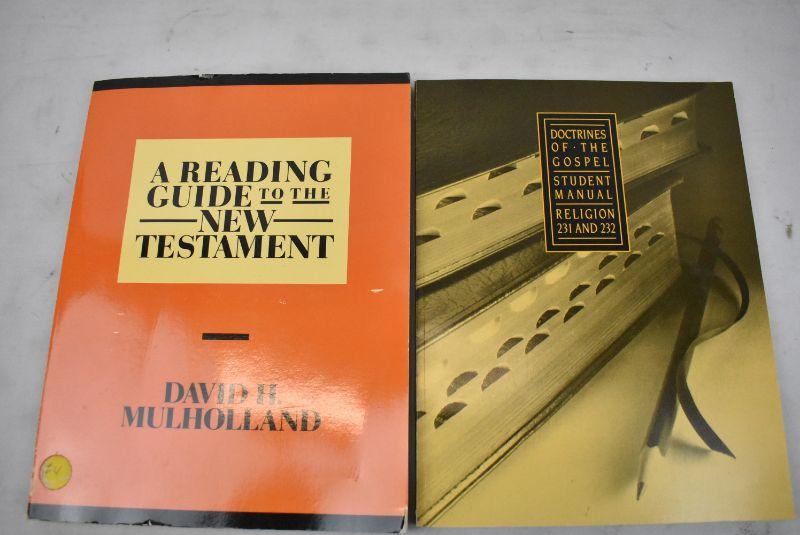 A READING
GUIDE TO THE
NEW
TESTAMENT
DAVID H.
MULHOLLAND
DOCTRINES
OF · THE
GOSPEL
STUDENT
MANUAL
RELIGION
231 AND 232